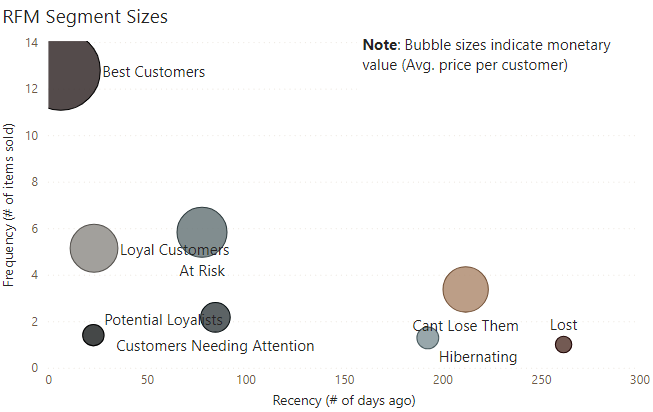 RFM Segment Sizes
Note: Bubble sizes indicate monetary
value (Avg. price per customer)
Frequency (# of items sold)
14
12
10
8
6
4
2
0
Best Customers
Loyal Customers
At Risk
Potential Loyalists
Customers Needing Attention
Cant Lose Them
Lost
Hibernating
0 50 100 150 200 250 300
Recency (# of days ago)